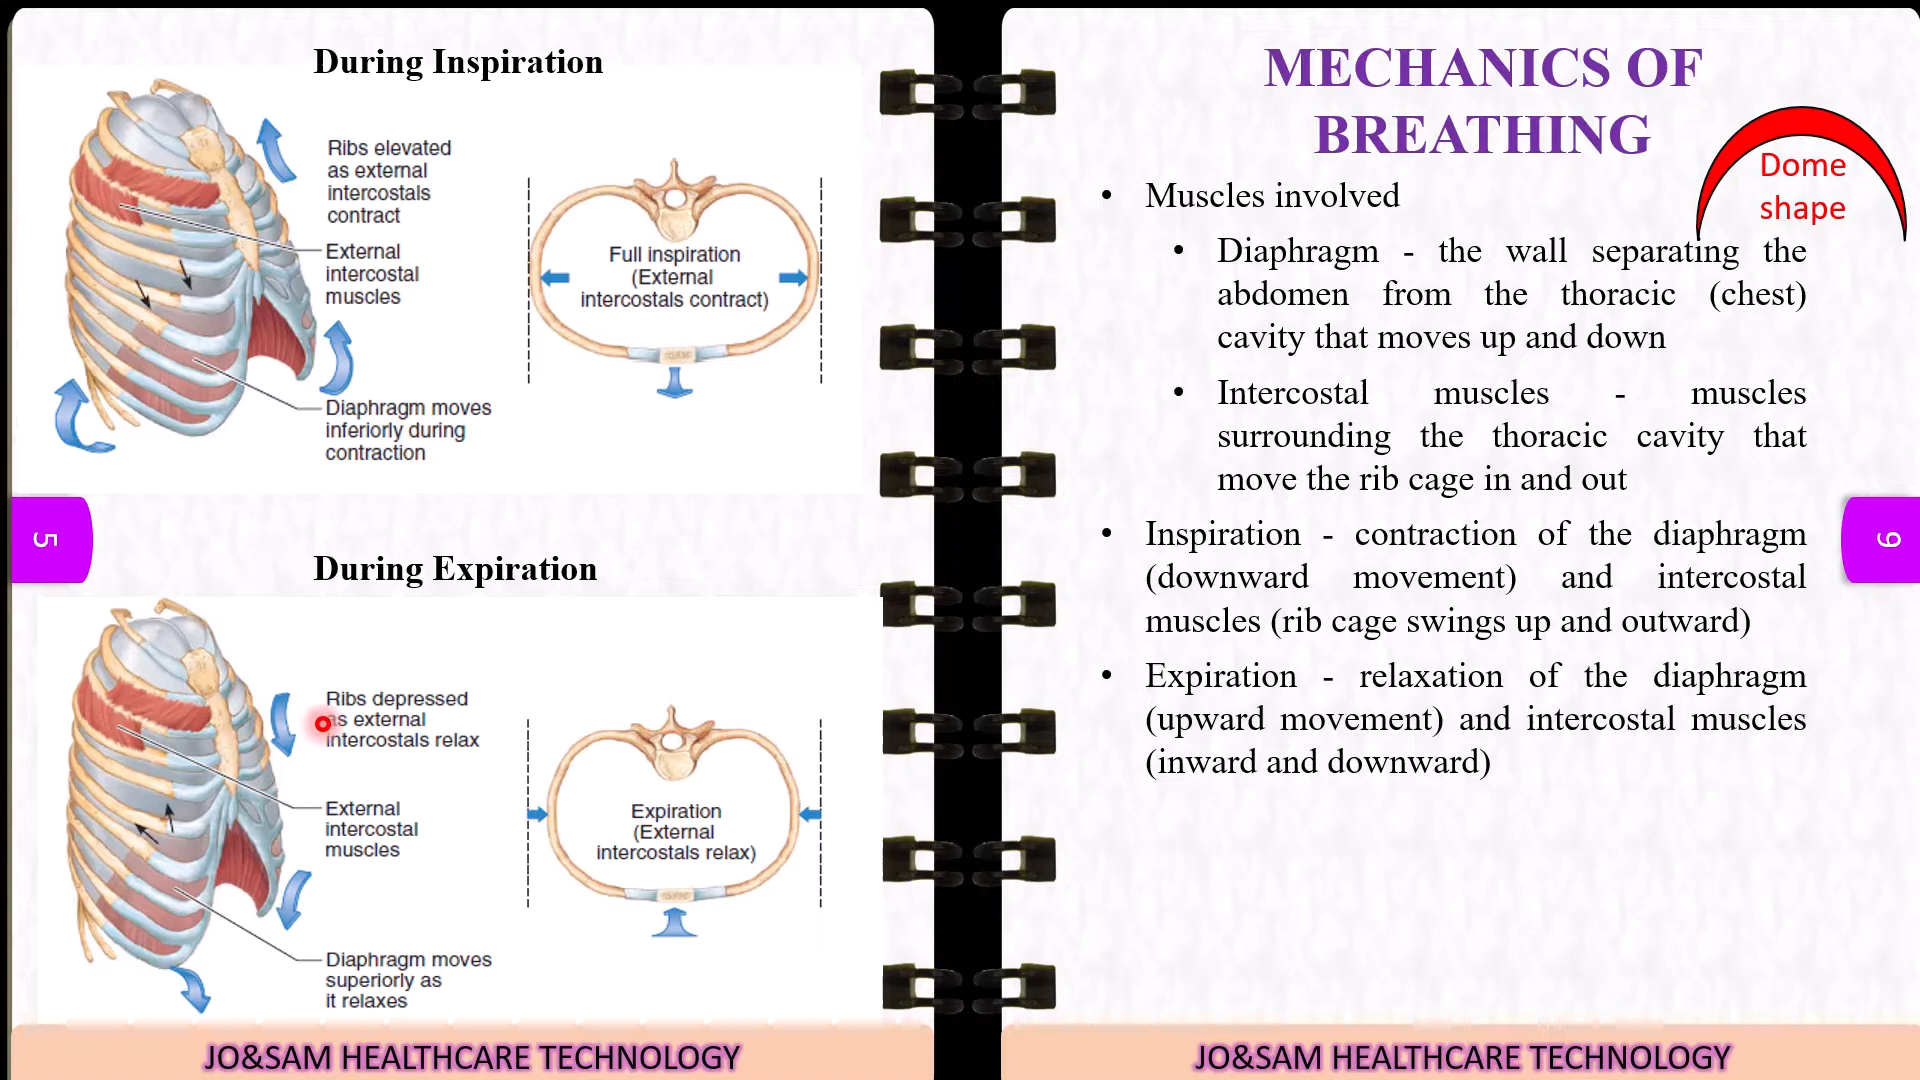 During Inspiration
Ribs elevated
as external
intercostals
contract
External
intercostal
muscles
Diaphragm moves
inferiorly during
contraction
Full inspiration
(External
intercostals contract)
5
During Expiration
Ribs depressed
as external
intercostals relax
External
intercostal
muscles
Diaphragm moves
superiorly as
it relaxes
Expiration
(External
intercostals relax)
JO&SAM HEALTHCARE TECHNOLOGY
MECHANICS OF
BREATHING
Dome
shape
• Muscles involved
• Diaphragm - the wall separating the
abdomen from the thoracic (chest)
cavity that moves up and down
• Intercostal muscles - muscles
surrounding the thoracic cavity that
move the rib cage in and out
• Inspiration - contraction of the diaphragm
(downward movement) and intercostal
muscles (rib cage swings up and outward)
• Expiration - relaxation of the diaphragm
(upward movement) and intercostal muscles
(inward and downward)
9
JO&SAM HEALTHCARE TECHNOLOGY